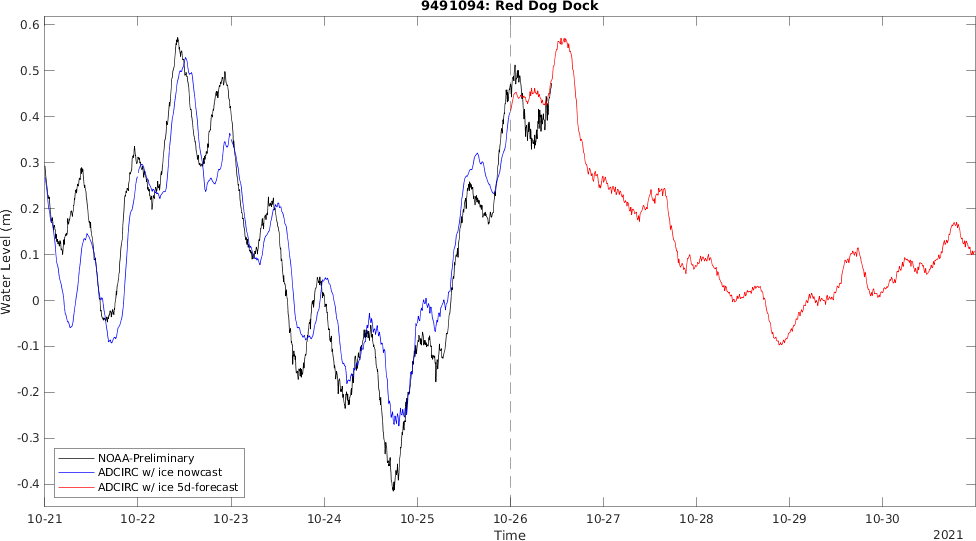 9491094: Red Dog Dock
0.6
0.5
0.4
0.3
0.2
0.1
0
-0.1
-0.2
-0.3
-0.4
Water Level (m)
NOAA-Preliminary
ADCIRC w/ ice nowcast
ADCIRC w/ ice 5d-forecast
10-21 10-22 10-23 10-24 10-25 10-26 10-27 10-28 10-29 10-30
Time
2021